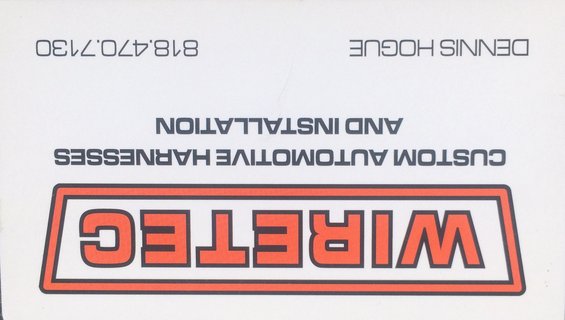 WIRETEC
CUSTOM AUTOMOTIVE HARNESSES
AND INSTALLATION
DENNIS HOGUE 818.470.7130